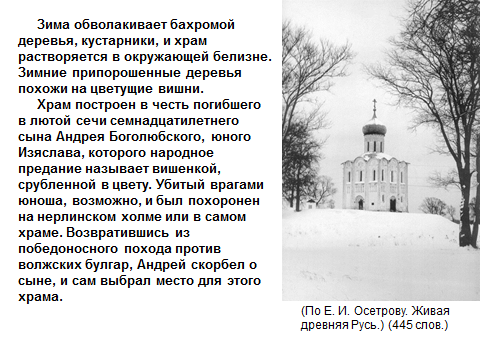 Зима обволакивает бахромой
деревья, кустарники, и храм
растворяется в окружающей белизне.
Зимние припорошенные деревья
похожи на цветущие вишни.
Храм построен в честь погибшего
в лютой сечи семнадцатилетнего
сына Андрея Боголюбского, юного
Изяслава, которого народное
предание называет вишенкой,
срубленной в цвету. Убитый врагами
юноша, возможно, и был похоронен
на нерлинском холме или в самом
храме. Возвратившись из
победоносного похода против
волжских булгар, Андрей скорбел о
сыне, и сам выбрал место для этого
храма.
(По Е. И. Осетрову. Живая
древняя Русь.) (445 слов.)